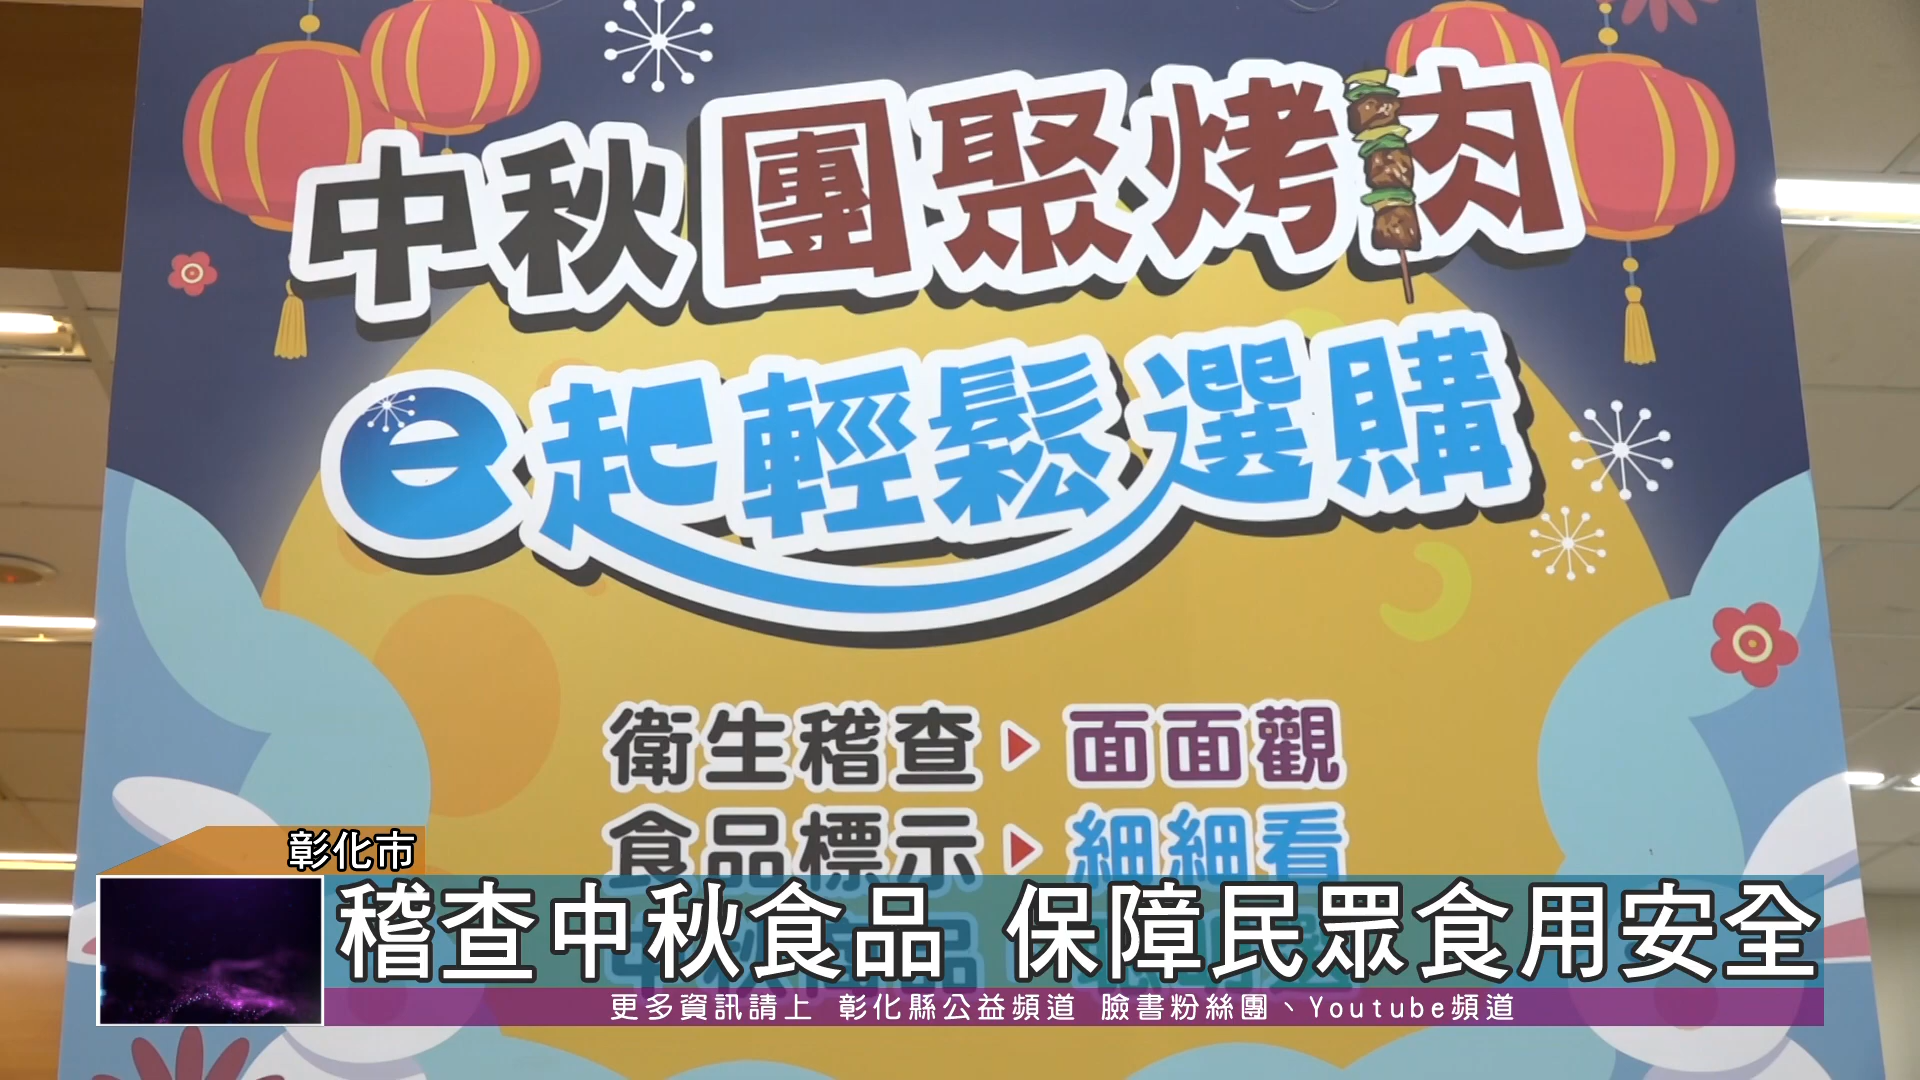 中秋團聚烤肉
e起輕鬆選購
衛生稽查▶面面觀
食品標示▶細細看
彰化市
稽查中秋食品 保障民眾食用安全
更多資訊請上 彰化縣公益頻道 臉書粉絲團、Youtube頻道